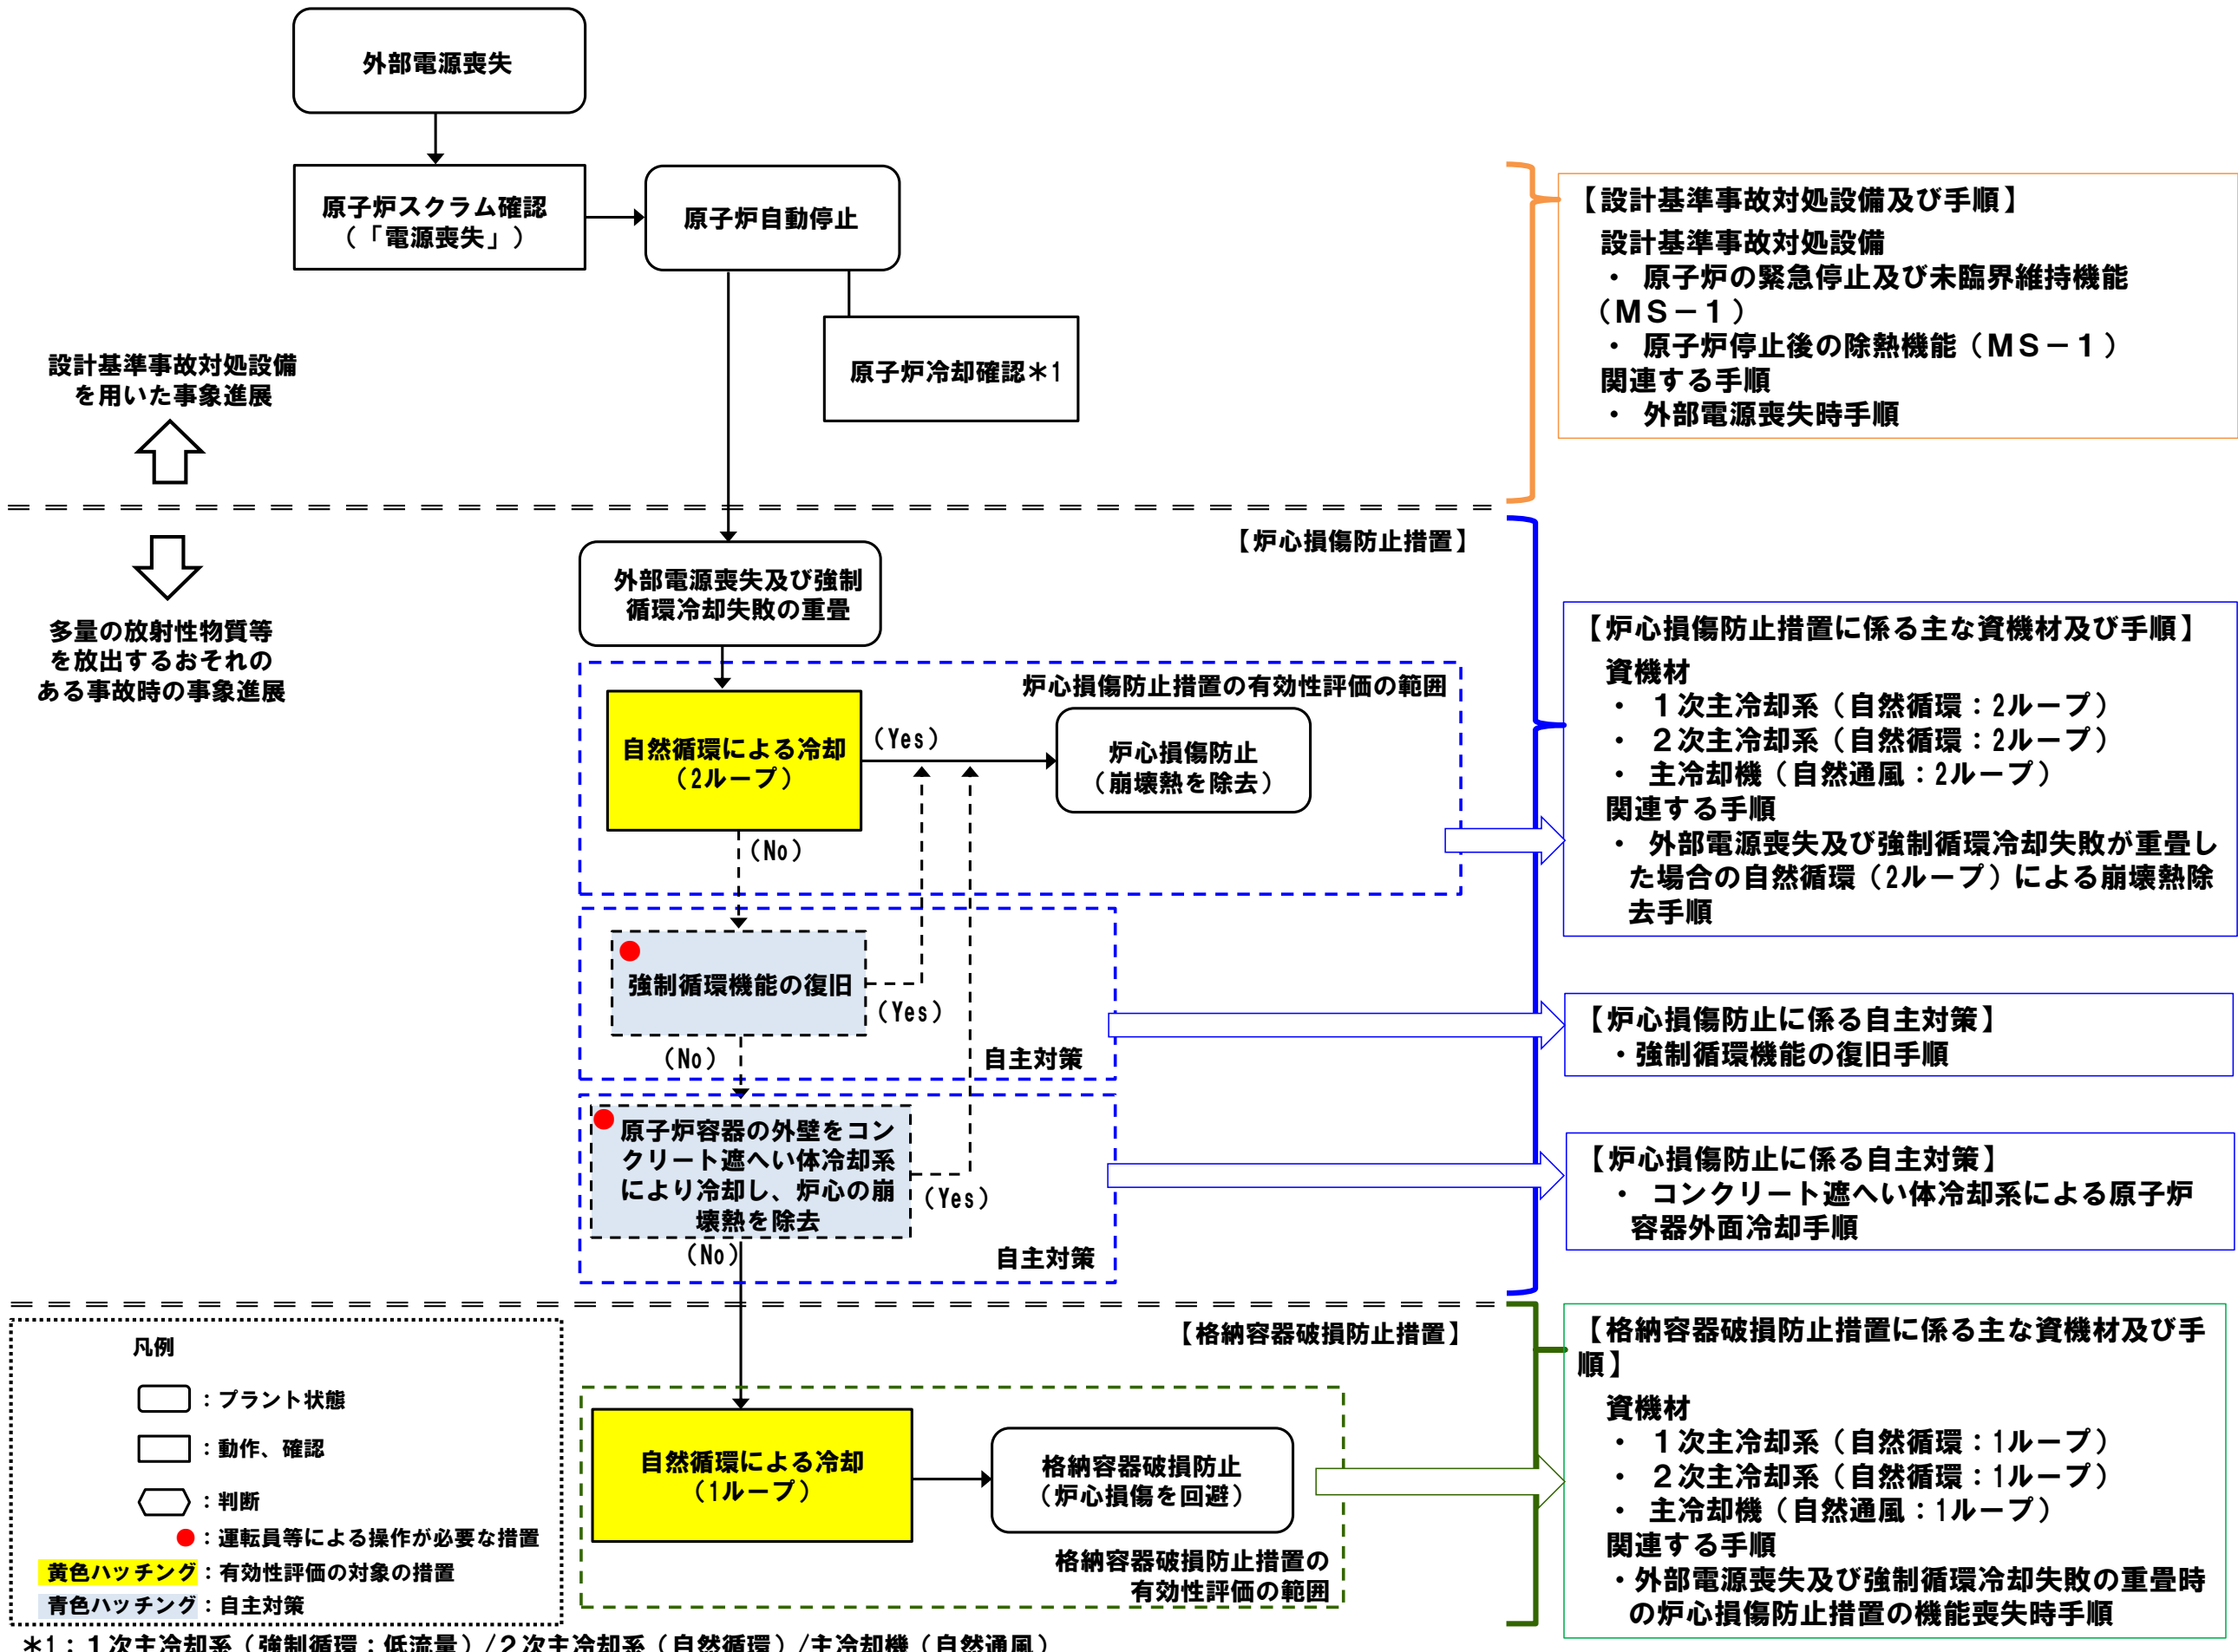 外部電源喪失
原子炉スクラム確認
（「電源喪失」）
原子炉自動停止
原子炉冷却確認＊1
設計基準事故対処設備
を用いた事象進展
【設計基準事故対処設備及び手順】
設計基準事故対処設備
・ 原子炉の緊急停止及び未臨界維持機能
（ＭＳ－１）
・ 原子炉停止後の除熱機能（ＭＳ－１）
関連する手順
・ 外部電源喪失時手順
多量の放射性物質等
を放出するおそれの
ある事故時の事象進展
【炉心損傷防止措置】
外部電源喪失及び強制
循環冷却失敗の重畳
炉心損傷防止措置の有効性評価の範囲
自然循環による冷却
（2ループ）
（Yes）
炉心損傷防止
（崩壊熱を除去）
（No）
強制循環機能の復旧
（Yes）
（No）
自主対策
原子炉容器の外壁をコン
クリート遮へい体冷却系
により冷却し、炉心の崩
壊熱を除去
（Yes）
（No）
自主対策
【炉心損傷防止措置に係る主な資機材及び手順】
資機材
・ １次主冷却系（自然循環：2ループ）
・ ２次主冷却系（自然循環：2ループ）
・ 主冷却機（自然通風：2ループ）
関連する手順
・ 外部電源喪失及び強制循環冷却失敗が重畳し
た場合の自然循環（2ループ）による崩壊熱除
去手順
【炉心損傷防止に係る自主対策】
・強制循環機能の復旧手順
【炉心損傷防止に係る自主対策】
・ コンクリート遮へい体冷却系による原子炉
容器外面冷却手順
【格納容器破損防止措置】
自然循環による冷却
（1ループ）
格納容器破損防止
（炉心損傷を回避）
格納容器破損防止措置の
有効性評価の範囲
【格納容器破損防止措置に係る主な資機材及び手
順】
資機材
・ １次主冷却系（自然循環：1ループ）
・ ２次主冷却系（自然循環：1ループ）
・ 主冷却機（自然通風：1ループ）
関連する手順
・外部電源喪失及び強制循環冷却失敗の重畳時
の炉心損傷防止措置の機能喪失時手順
凡例
：プラント状態
：動作、確認
：判断
：運転員等による操作が必要な措置
黄色ハッチング：有効性評価の対象の措置
青色ハッチング：自主対策
＊1：１次主冷却系（強制循環：低流量）/２次主冷却系（自然循環）/主冷却機（自然通風）